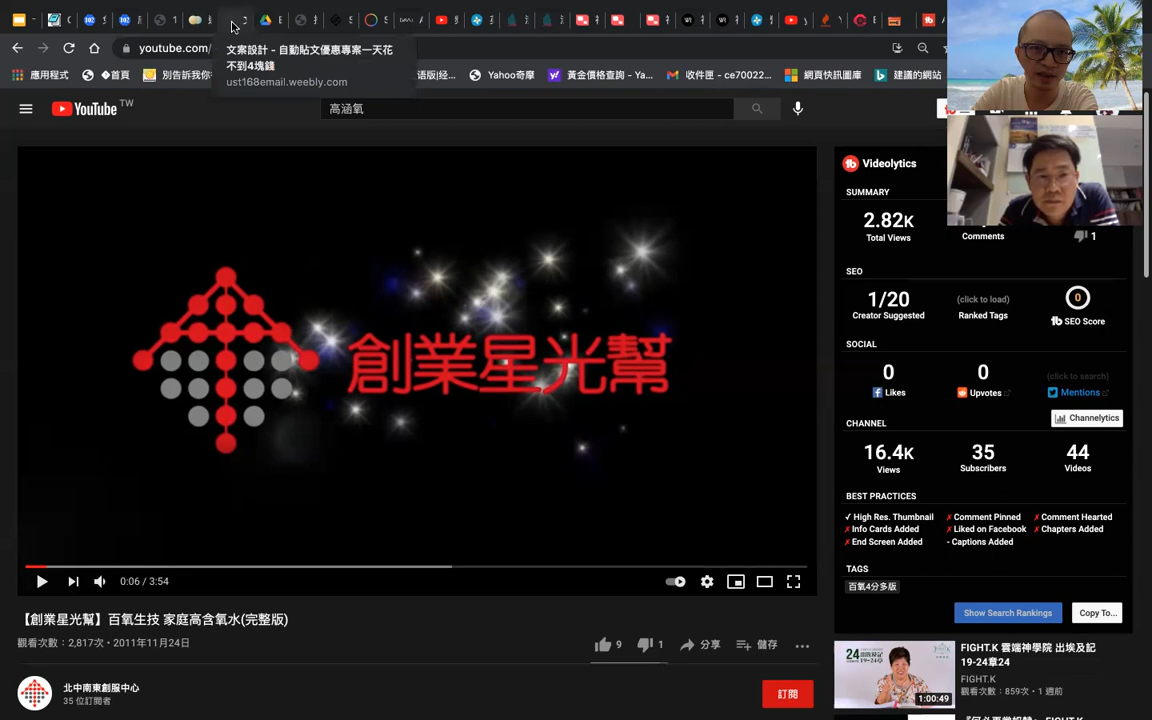 youtube.com/
文案設計 - 自動貼文優惠專案一天花
不到4塊錢
ust168email.weebly.com
應用程式
首頁
別告訴我你
语版|经...
Yahoo奇摩
黃金價格查詢 - Ya...
收件匣 - ce70022...
網頁快訊圖庫
建議的網站
YouTube TW
高涵氧
創業星光幫
0:06 / 3:54
【創業星光幫】百氧生技 家庭高含氧水(完整版)
觀看次數：2,817次・2011年11月24日
9
1
分享
儲存
北中南東創服中心
35 位訂閱者
訂閱
Videolytics
SUMMARY
2.82K
Total Views
Comments
1
SEO
1/20
Creator Suggested
(click to load)
Ranked Tags
0
SEO Score
SOCIAL
0
Likes
0
Upvotes
(click to search)
Mentions
Channelytics
CHANNEL
16.4K
Views
35
Subscribers
44
Videos
BEST PRACTICES
✓ High Res. Thumbnail
✗ Comment Pinned
✗ Comment Hearted
✗ Info Cards Added
✗ Liked on Facebook
✗ Chapters Added
✗ End Screen Added
- Captions Added
TAGS
百氧4分多版
Show Search Rankings
Copy To...
24
1:00:49
FIGHT.K 雲端神學院 出埃及記
19-24章24
FIGHT.K
觀看次數：859次・1 週前